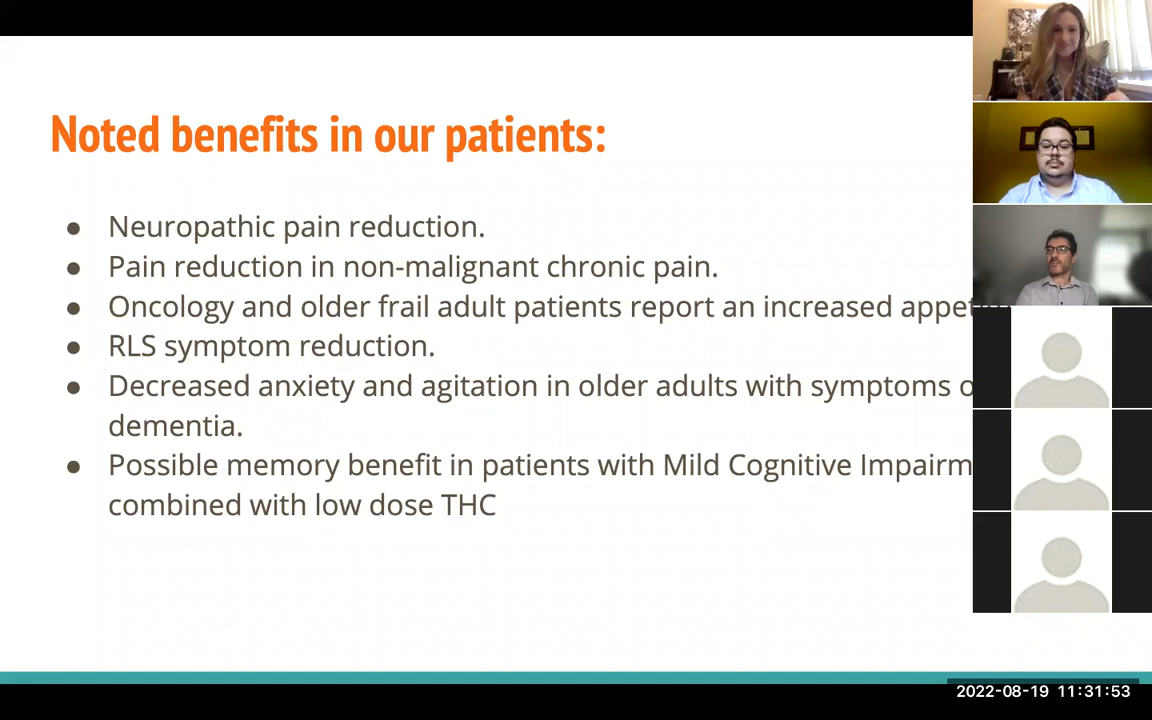 Noted benefits in our patients:
● Neuropathic pain reduction.
● Pain reduction in non-malignant chronic pain.
● Oncology and older frail adult patients report an increased
● RLS symptom reduction.
● Decreased anxiety and agitation in older adults with symptoms
dementia.
● Possible memory benefit in patients with Mild Cognitive
combined with low dose THC
2022-08-19 11:31:53